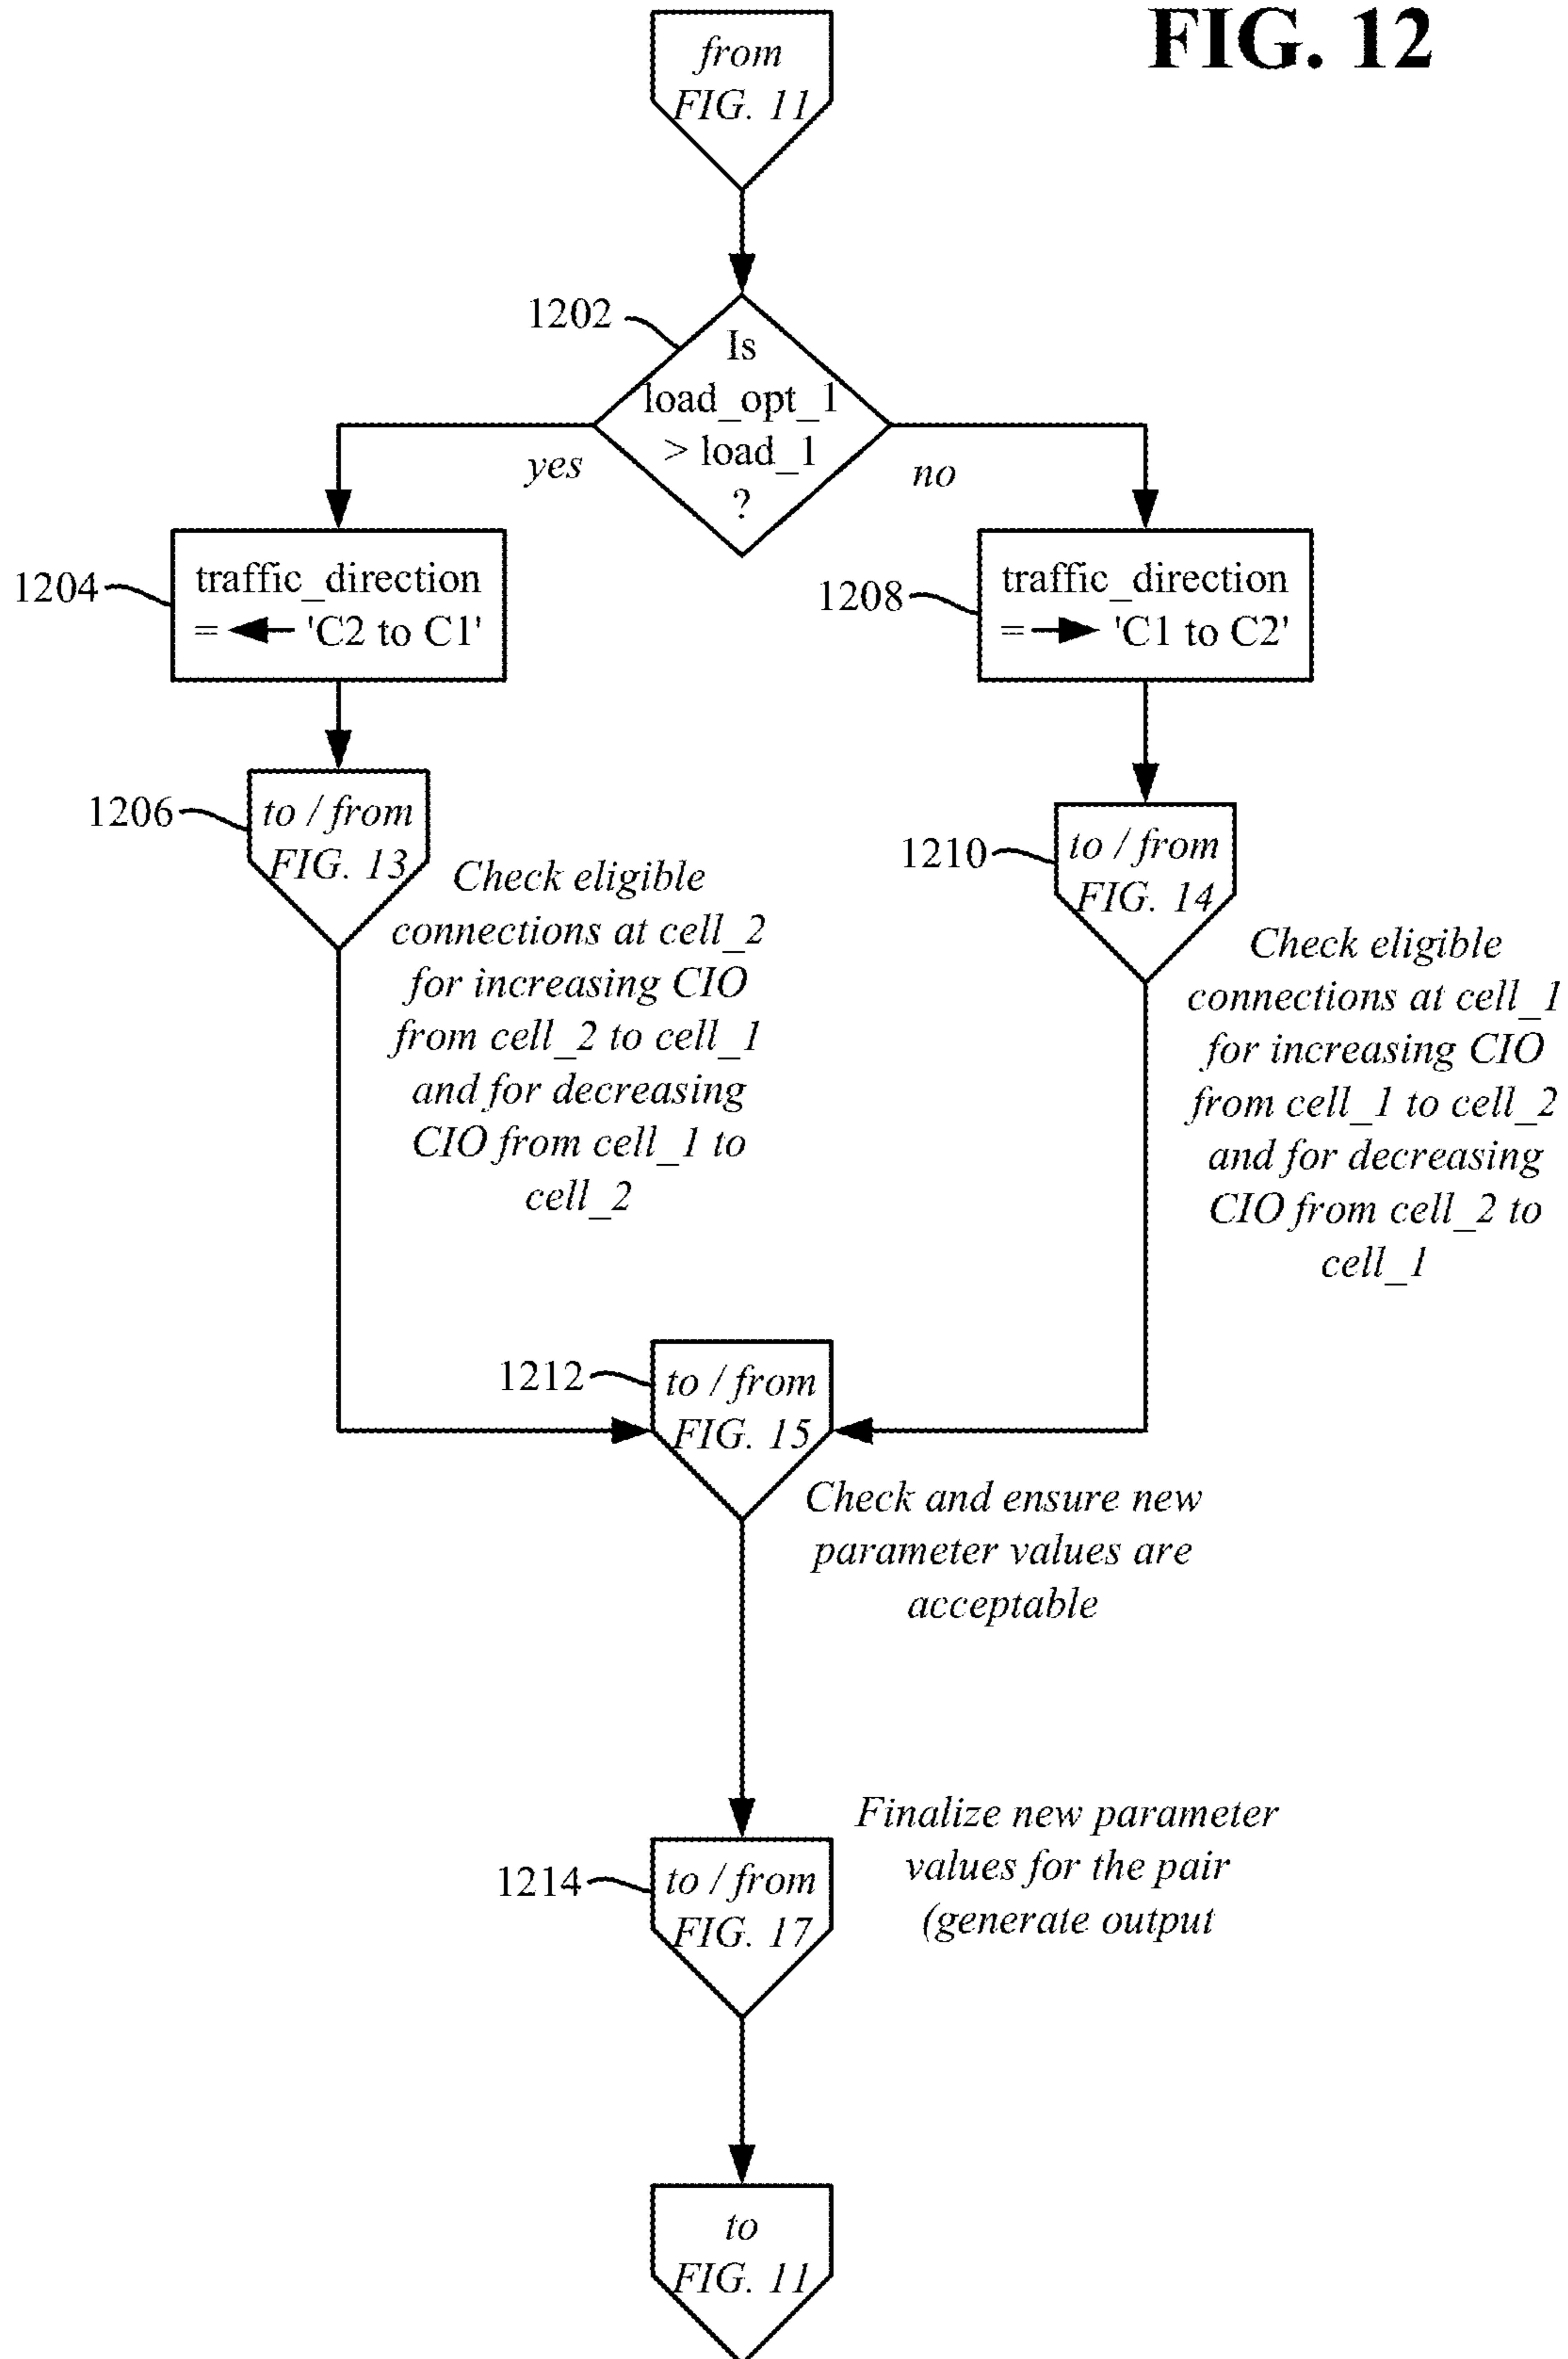 FIG. 12
from
FIG. 11
1202
Is
load_opt_1
> load_1
?
yes
no
1204
traffic_direction
= ← 'C2 to C1'
1208
traffic_direction
= → 'C1 to C2'
1206
to / from
FIG. 13
Check eligible
connections at cell_2
for increasing CIO
from cell_2 to cell_1
and for decreasing
CIO from cell_1 to
cell_2
1210
to / from
FIG. 14
Check eligible
connections at cell_1
for increasing CIO
from cell_1 to cell_2
and for decreasing
CIO from cell_2 to
cell_1
1212
to / from
FIG. 15
Check and ensure new
parameter values are
acceptable
1214
to / from
FIG. 17
Finalize new parameter
values for the pair
(generate output
to
FIG. 11